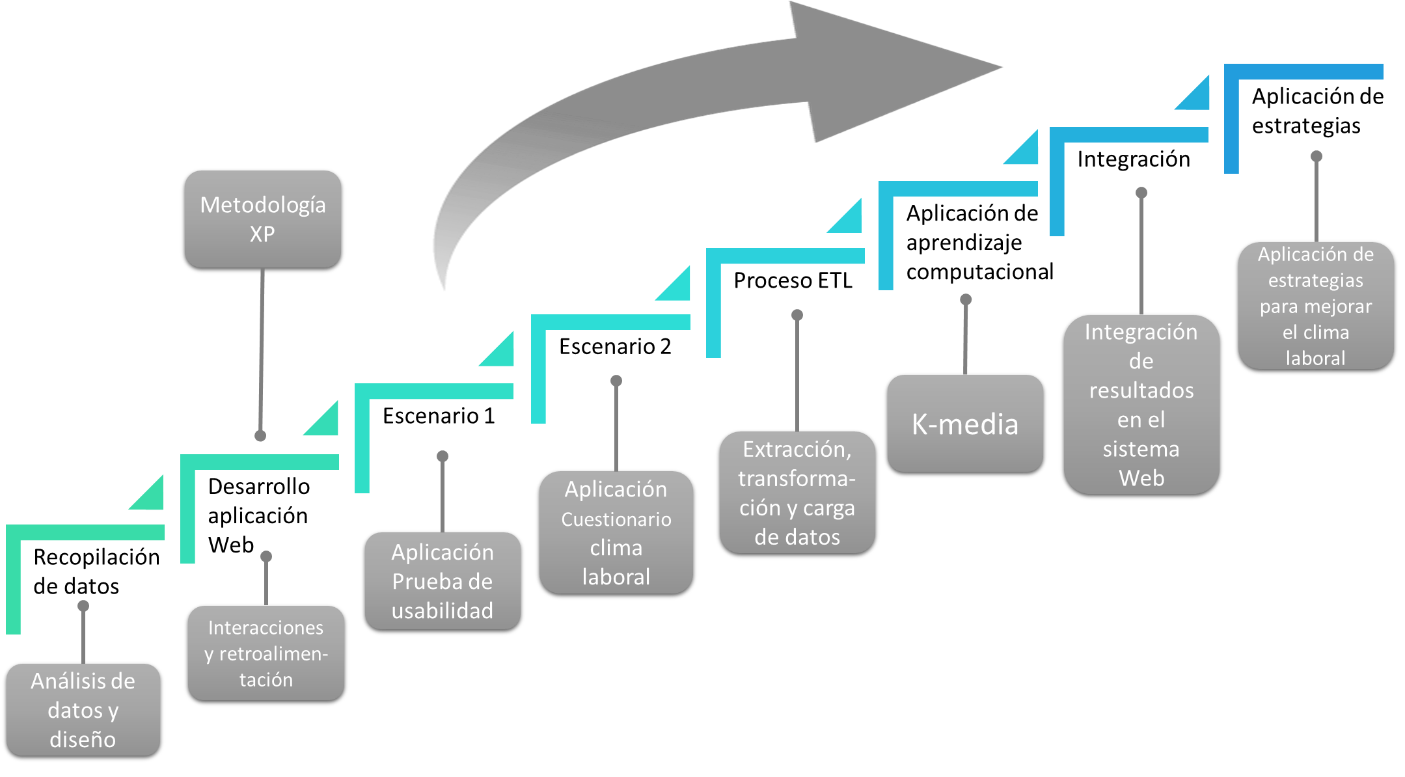 Recopilación
de datos
Análisis de
datos y
diseño
Metodología
XP
Desarrollo
aplicación
Web
Interacciones
y retroalimen-
tación
Escenario 1
Aplicación
Prueba de
usabilidad
Escenario 2
Aplicación
Cuestionario
clima
laboral
Proceso ETL
Extracción,
transforma-
ción y carga
de datos
Aplicación de
aprendizaje
computacional
K-media
Integración
Integración
de
resultados
en el
sistema
Web
Aplicación de
estrategias
Aplicación de
estrategias
para mejorar
el clima
laboral